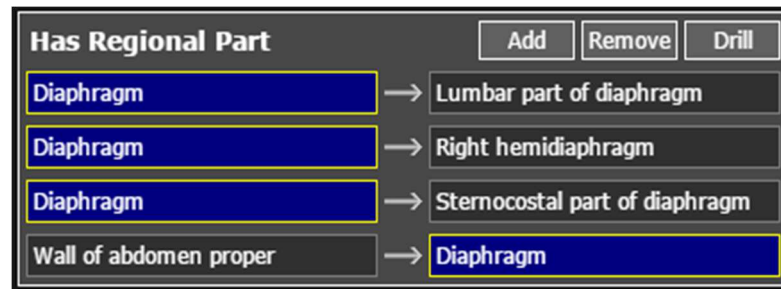 Has Regional Part Add Remove Drill
Diaphragm → Lumbar part of diaphragm
Diaphragm → Right hemidiaphragm
Diaphragm → Sternocostal part of diaphragm
Wall of abdomen proper → Diaphragm